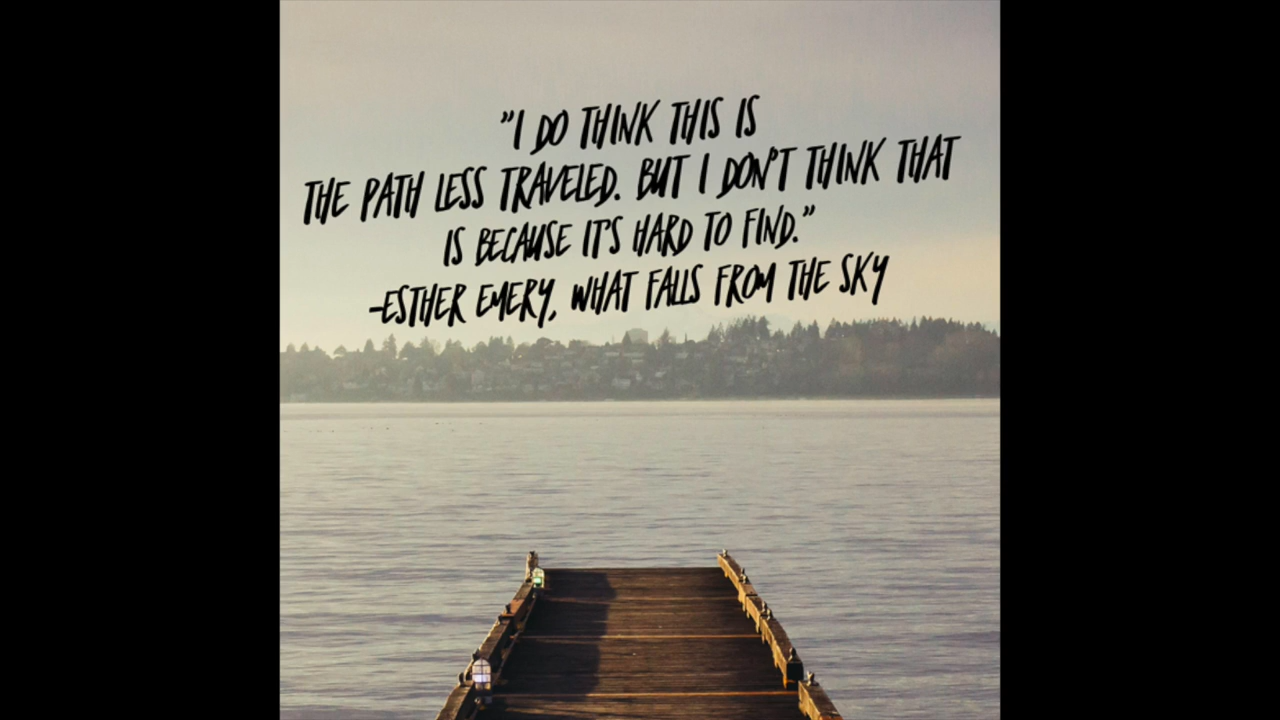 "I DO THINK THIS IS
THE PATH LESS TRAVELED. BUT I DON'T THINK THAT
IS BECAUSE IT'S HARD TO FIND."
-ESTHER EMERY, WHAT FALLS FROM THE SKY